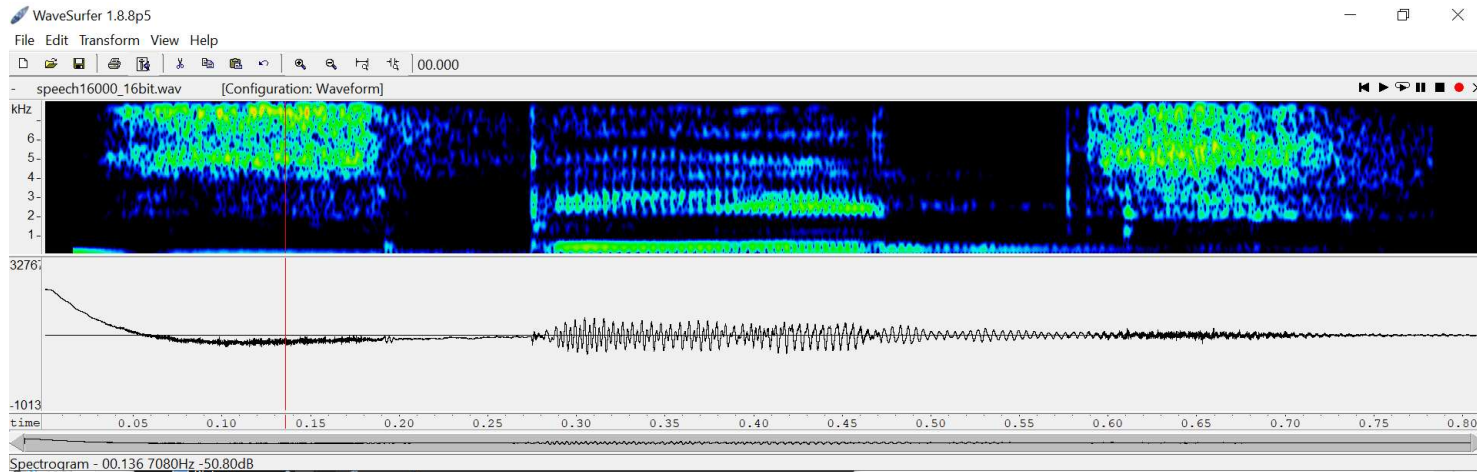 WaveSurfer 1.8.8p5
File Edit Transform View Help
00.000
- speech16000_16bit.wav [Configuration: Waveform]
kHz
6
5
4
3
2
1
32767
-1013
time 0.05 0.10 0.15 0.20 0.25 0.30 0.35 0.40 0.45 0.50 0.55 0.60 0.65 0.70 0.75 0.80
Spectrogram - 00.136 7080Hz -50.80dB